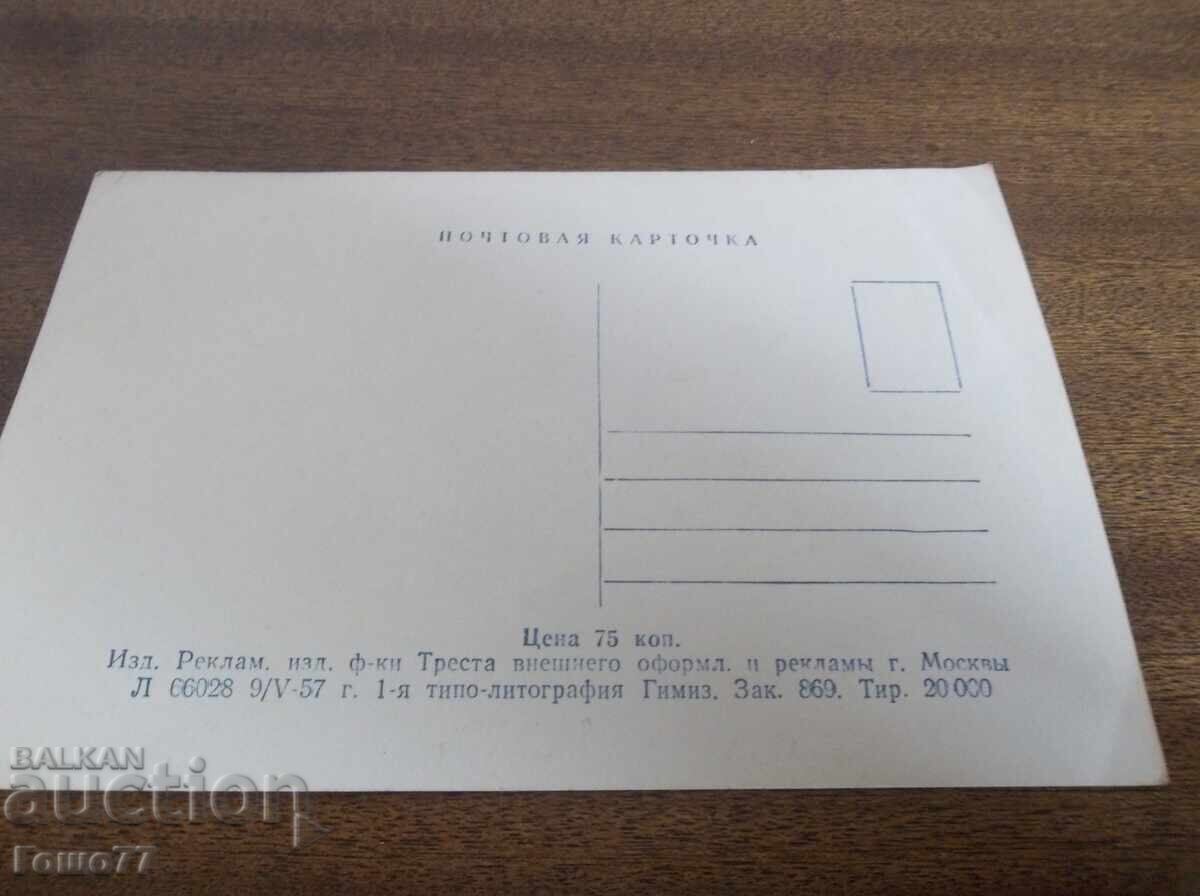 ПОЧТОВАЯ КАРТОЧКА
Цена 75 коп.
Изд. Реклам. изд. ф-ки Треста внешнего оформл. и рекламы г. Москвы
Л 66028 9/V-57 г. 1-я типо-литография Гимиз. Зак. 869. Тир. 20 000
BALKAN
auction
Гошо77